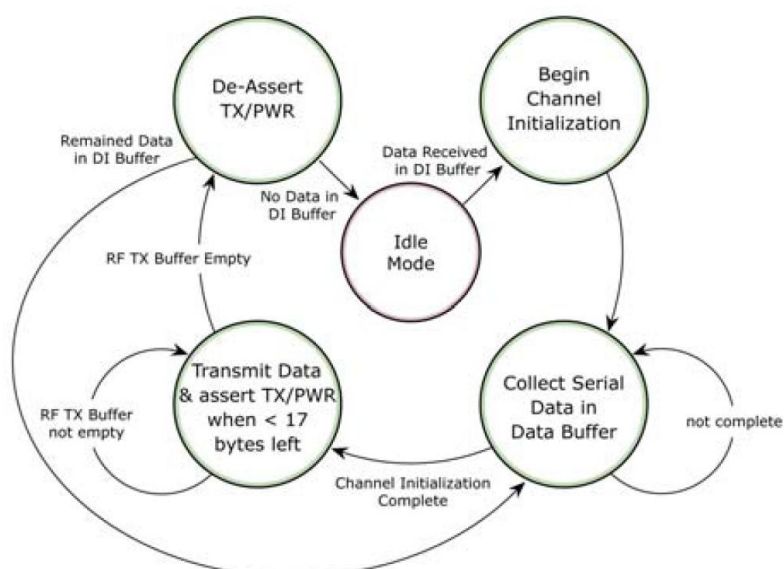 De-Assert
TX/PWR
Begin
Channel
Initialization
Remained Data
in DI Buffer
Data Received
in DI Buffer
No Data in
DI Buffer
Idle
Mode
RF TX Buffer Empty
Transmit Data
& assert TX/PWR
when < 17
bytes left
Collect Serial
Data in
Data Buffer
RF TX Buffer
not empty
not complete
Channel Initialization
Complete